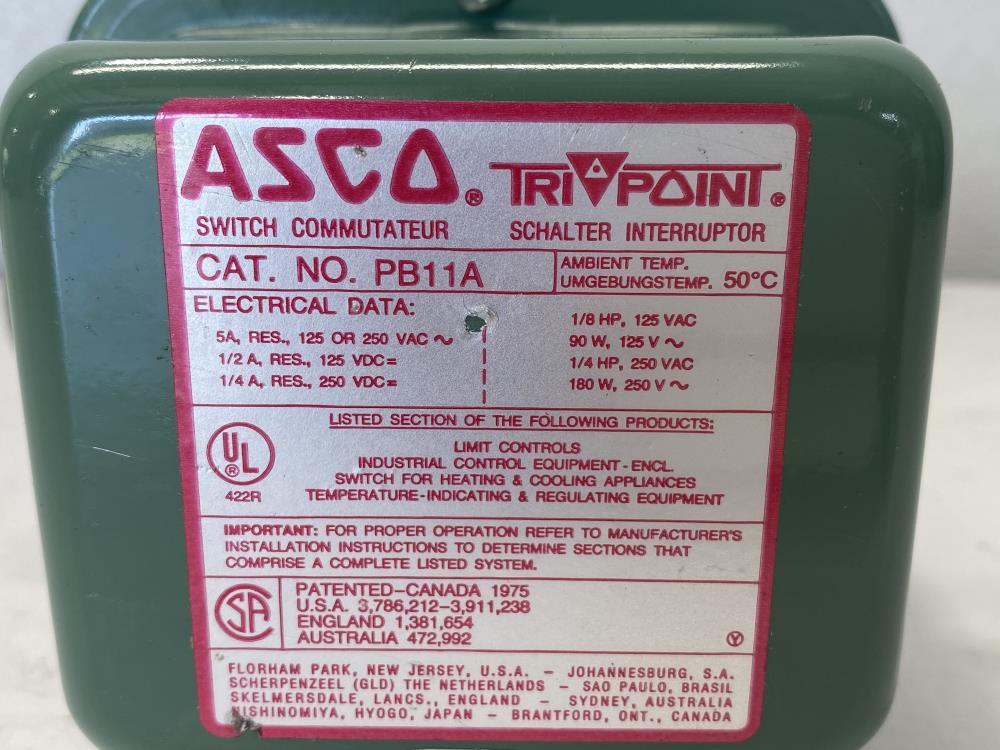 ASCO® TRI POINT®
SWITCH COMMUTATEUR SCHALTER INTERRUPTOR
CAT. NO. PB11A
AMBIENT TEMP.
UMGEBUNGSTEMP. 50°C
ELECTRICAL DATA:
5A, RES., 125 OR 250 VAC ~
1/2 A, RES., 125 VDC=
1/4 A, RES., 250 VDC=
1/8 HP, 125 VAC
90 W, 125 V ~
1/4 HP, 250 VAC
180 W, 250 V ~
LISTED SECTION OF THE FOLLOWING PRODUCTS:
UL®
422R
LIMIT CONTROLS
INDUSTRIAL CONTROL EQUIPMENT-ENCL.
SWITCH FOR HEATING & COOLING APPLIANCES
TEMPERATURE-INDICATING & REGULATING EQUIPMENT
IMPORTANT: FOR PROPER OPERATION REFER TO MANUFACTURER'S
INSTALLATION INSTRUCTIONS TO DETERMINE SECTIONS THAT
COMPRISE A COMPLETE LISTED SYSTEM.
CSA
PATENTED-CANADA 1975
U.S.A. 3,786,212-3,911,238
ENGLAND 1,381,654
AUSTRALIA 472,992
Y
FLORHAM PARK, NEW JERSEY, U.S.A. - JOHANNESBURG, S.A.
SCHERPENZEEL (GLD) THE NETHERLANDS - SAO PAULO, BRASIL
SKELMERSDALE, LANCS., ENGLAND - SYDNEY, AUSTRALIA
NISHINOMIYA, HYOGO, JAPAN - BRANTFORD, ONT., CANADA